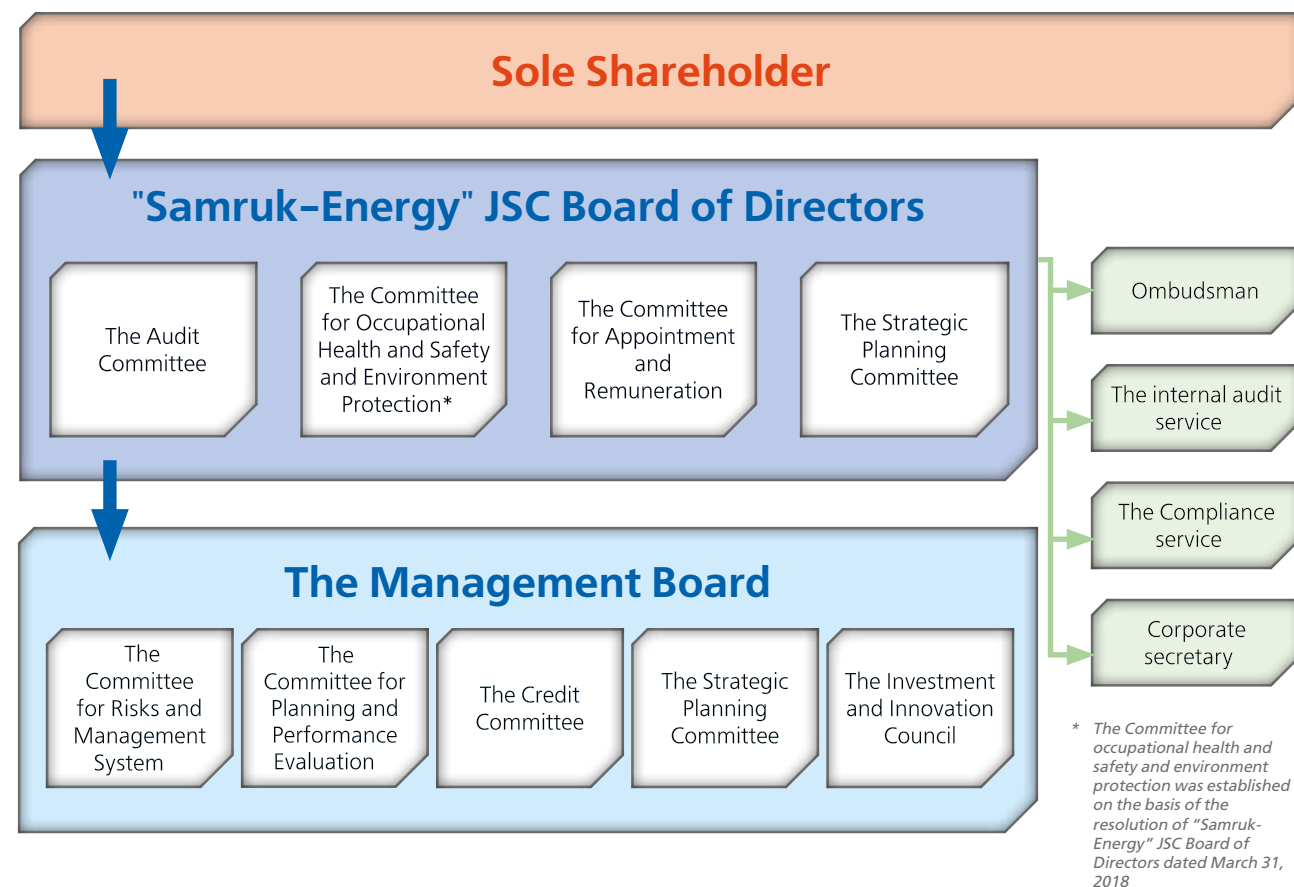 Sole Shareholder
"Samruk-Energy" JSC Board of Directors
The Audit
Committee
The Committee
for Occupational
Health and Safety
and Environment
Protection*
The Committee
for Appointment
and
Remuneration
The Strategic
Planning
Committee
Ombudsman
The internal audit
service
The Compliance
service
Corporate
secretary
The Management Board
The
Committee
for Risks and
Management
System
The
Committee for
Planning and
Performance
Evaluation
The Credit
Committee
The Strategic
Planning
Committee
The Investment
and Innovation
Council
* The Committee for
occupational health and
safety and environment
protection was established
on the basis of the
resolution of “Samruk-
Energy” JSC Board of
Directors dated March 31,
2018